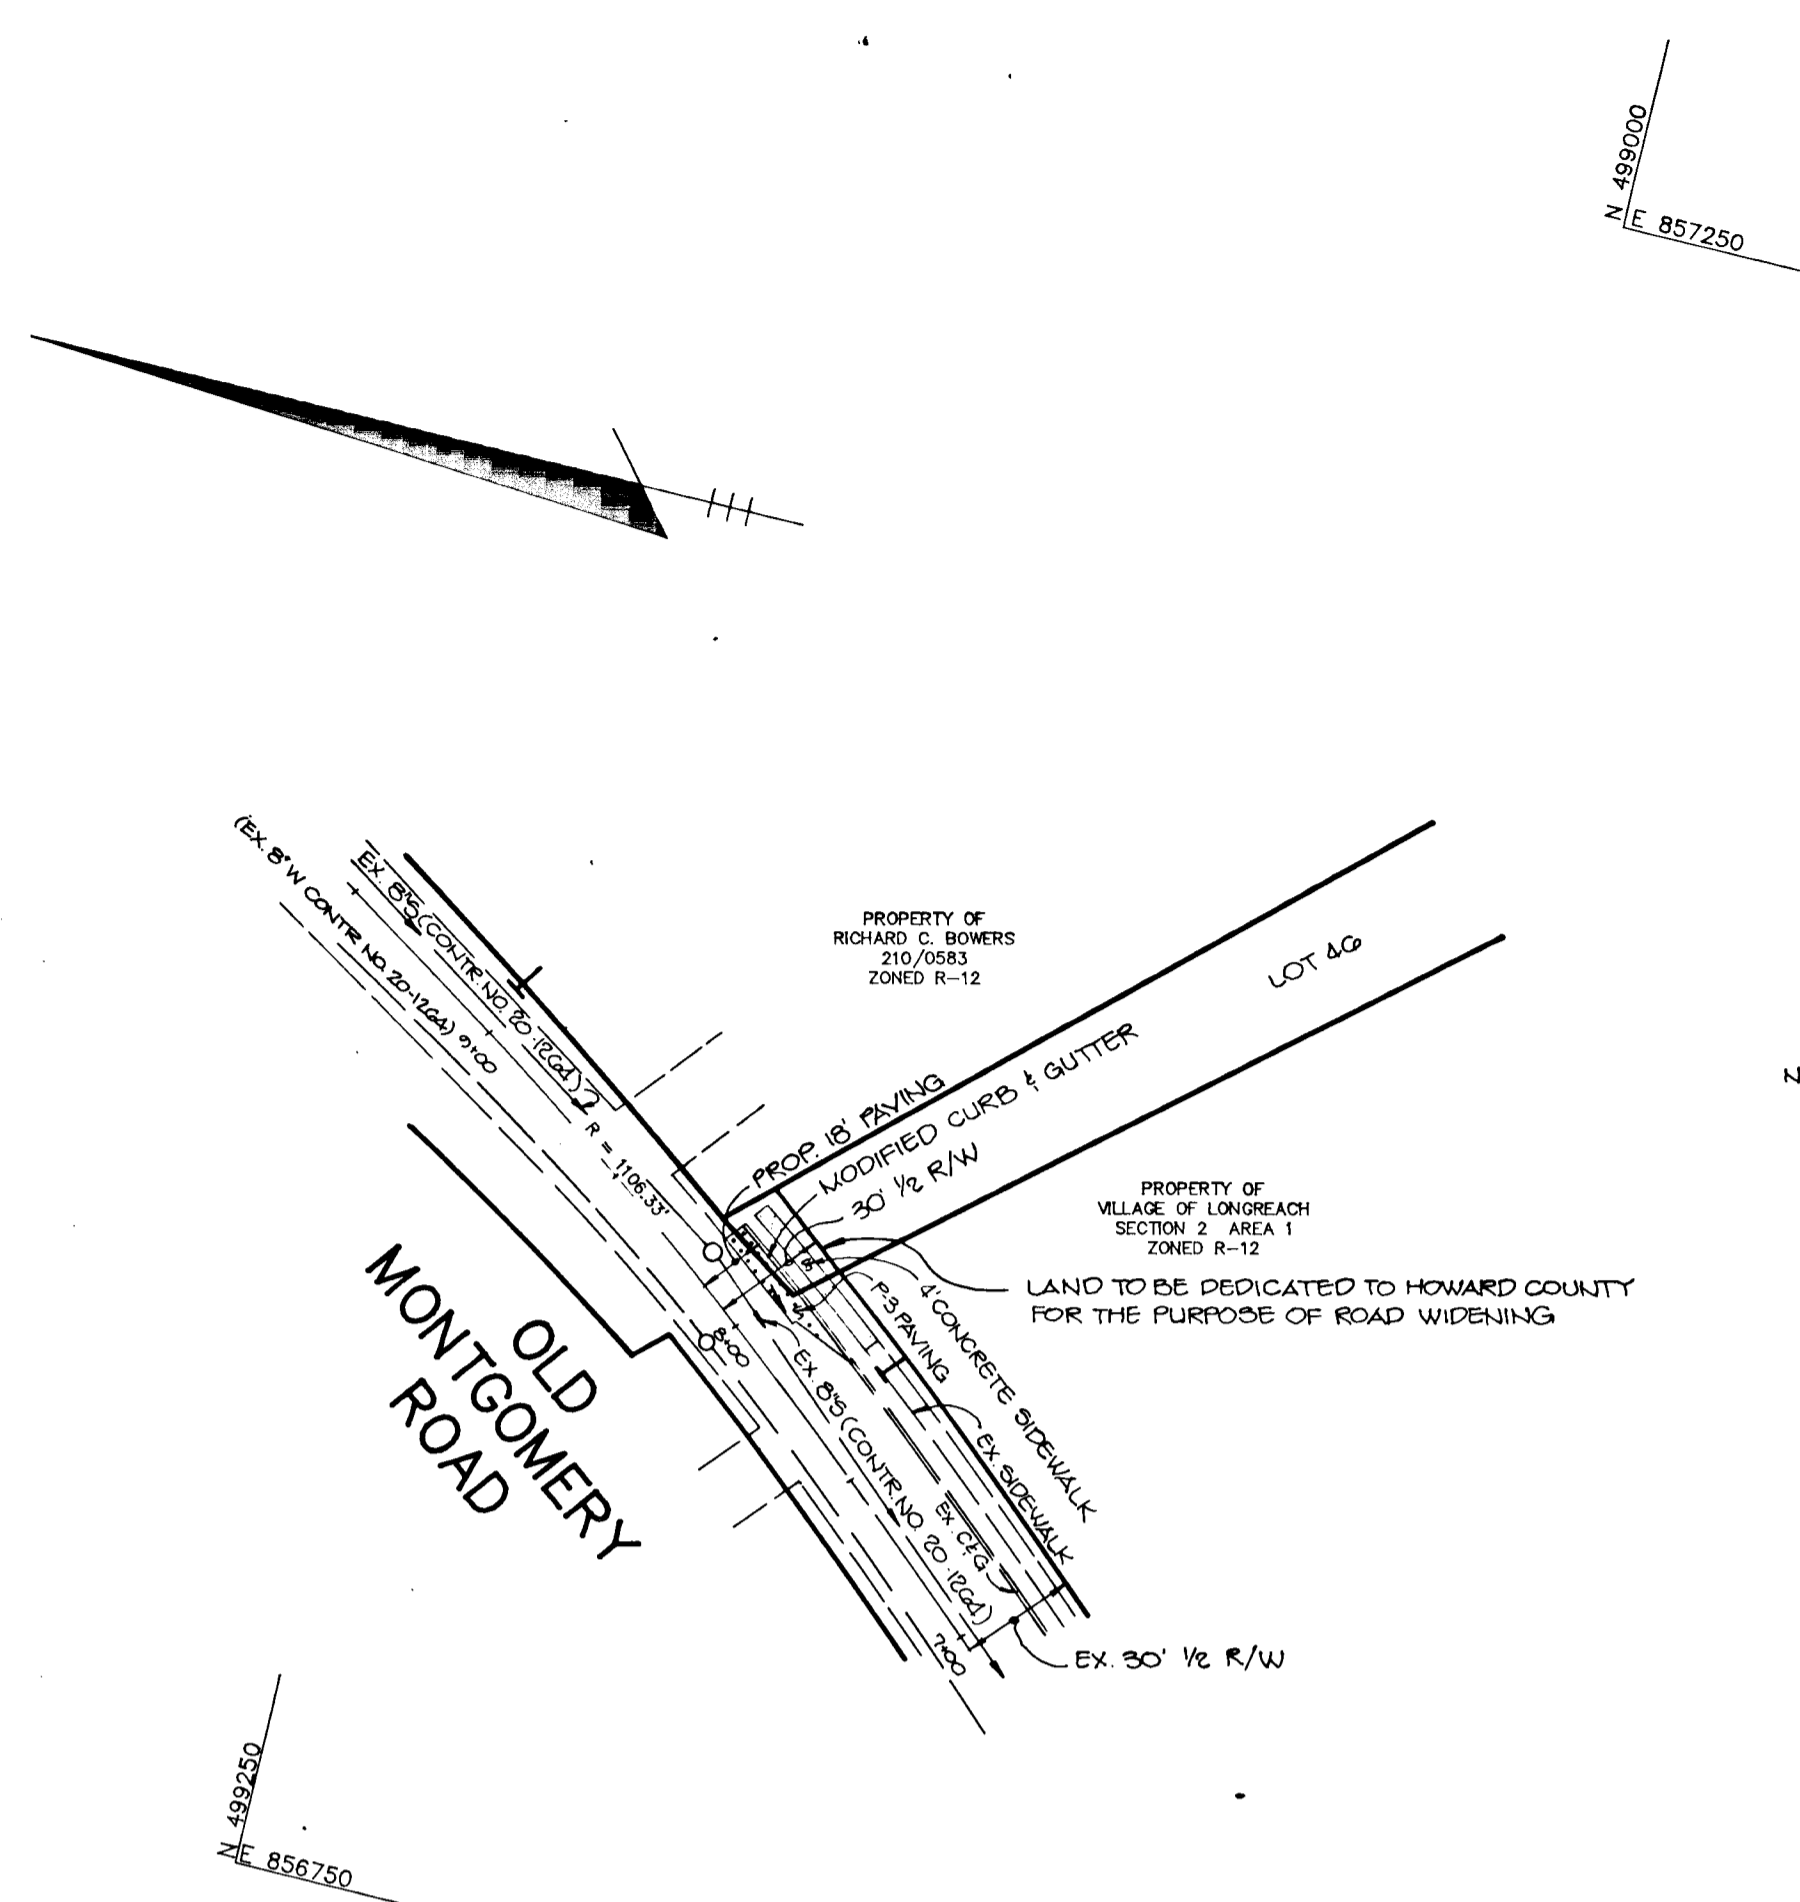 N 499000
E 857250
(EX. 8"W CONTR NO. 20-1264)
9+00
EX. 8"S (CONTR. NO. 20-1264)
PROPERTY OF
RICHARD C. BOWERS
210/0583
ZONED R-12
LOT 46
R = 1106.33'
PROP. 18' PAVING
MODIFIED CURB & GUTTER
30' 1/2 R/W
PROPERTY OF
VILLAGE OF LONGREACH
SECTION 2 AREA 1
ZONED R-12
LAND TO BE DEDICATED TO HOWARD COUNTY
FOR THE PURPOSE OF ROAD WIDENING
4' CONCRETE SIDEWALK
P-3 PAVING
8+00
EX. 8"S (CONTR. NO. 20-1264)
EX. SIDEWALK
EX. C&G
OLD
MONTGOMERY
ROAD
7+00
EX. 30' 1/2 R/W
N 499250
E 856750
N